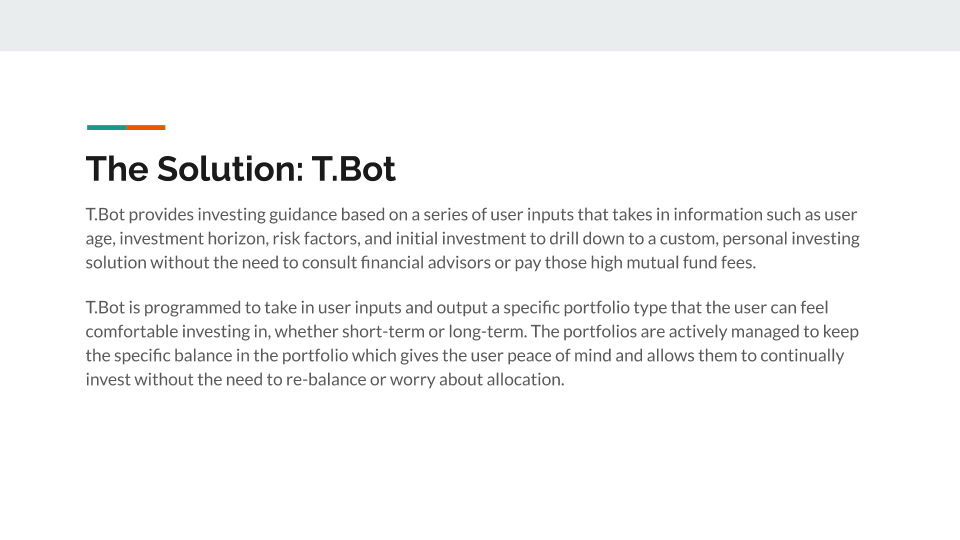 The Solution: T.Bot
T.Bot provides investing guidance based on a series of user inputs that takes in information such as user
age, investment horizon, risk factors, and initial investment to drill down to a custom, personal investing
solution without the need to consult financial advisors or pay those high mutual fund fees.
T.Bot is programmed to take in user inputs and output a specific portfolio type that the user can feel
comfortable investing in, whether short-term or long-term. The portfolios are actively managed to keep
the specific balance in the portfolio which gives the user peace of mind and allows them to continually
invest without the need to re-balance or worry about allocation.